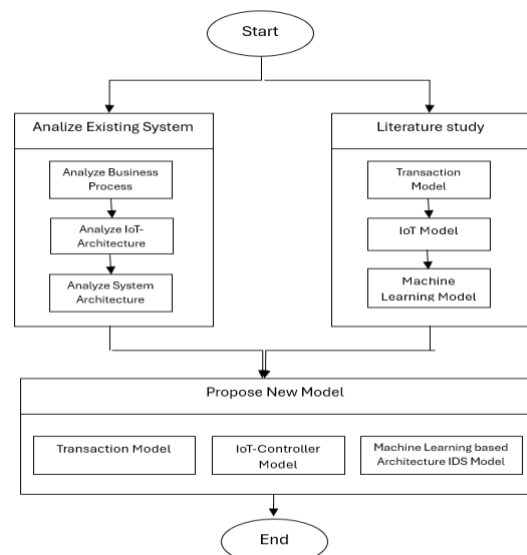 Start
Analize Existing System
Analyze Business
Process
Analyze IoT-
Architecture
Analyze System
Architecture
Literature study
Transaction
Model
IoT Model
Machine
Learning Model
Propose New Model
Transaction Model
IoT-Controller
Model
Machine Learning based
Architecture IDS Model
End